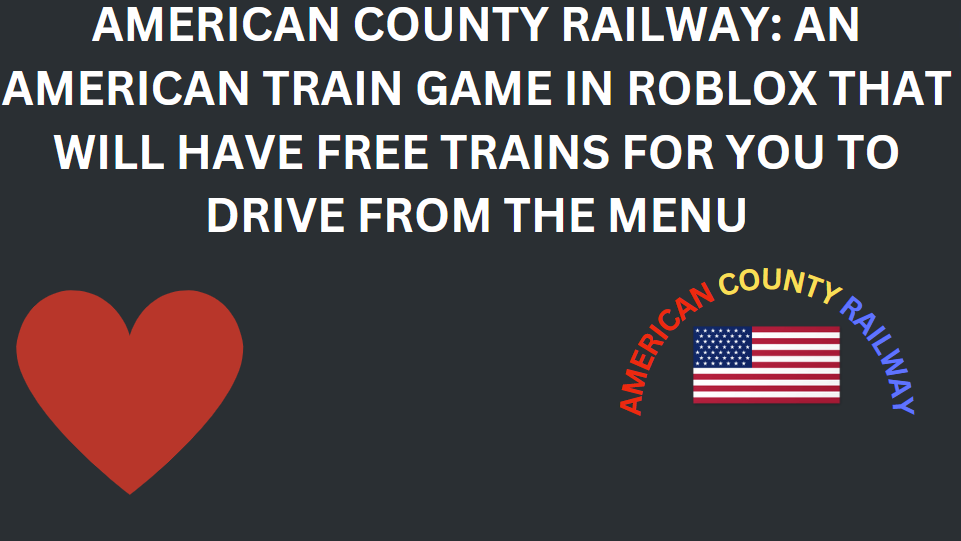 AMERICAN COUNTY RAILWAY: AN
AMERICAN TRAIN GAME IN ROBLOX THAT
WILL HAVE FREE TRAINS FOR YOU TO
DRIVE FROM THE MENU
AMERICAN COUNTY RAILWAY